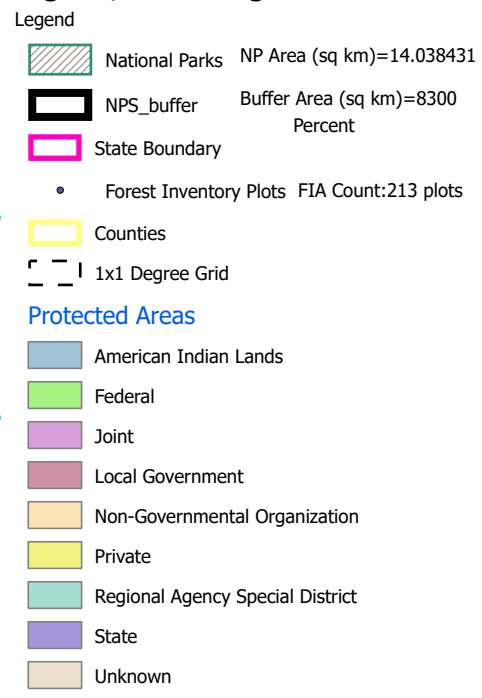 Legend
National Parks NP Area (sq km)=14.038431
NPS_buffer Buffer Area (sq km)=8300
Percent
State Boundary
Forest Inventory Plots FIA Count:213 plots
Counties
1x1 Degree Grid
Protected Areas
American Indian Lands
Federal
Joint
Local Government
Non-Governmental Organization
Private
Regional Agency Special District
State
Unknown